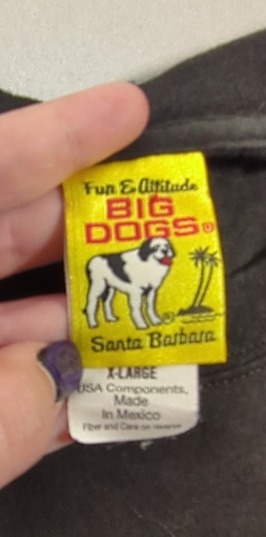 Fun & Attitude
BIG
DOGS®
®
Santa Barbara
X-LARGE
USA Components,
Made
In Mexico
Fiber and Care on reverse